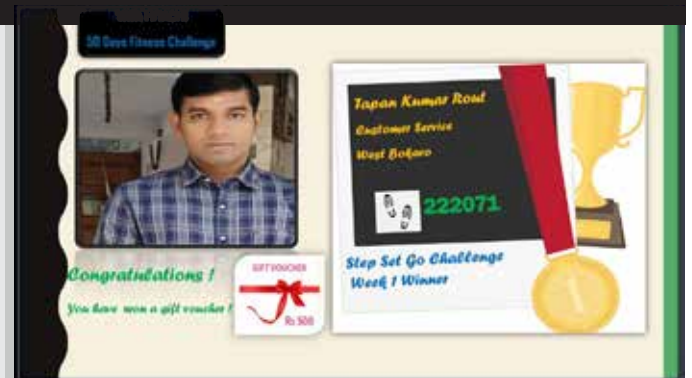 50 Days Fitness Challenge
Tapan Kumar Rout
Customer Service
West Bokaro
222071
Step Set Go Challenge
Week 1 Winner
Congratulations !
You have won a gift voucher !
GIFT VOUCHER
Rs 500
1